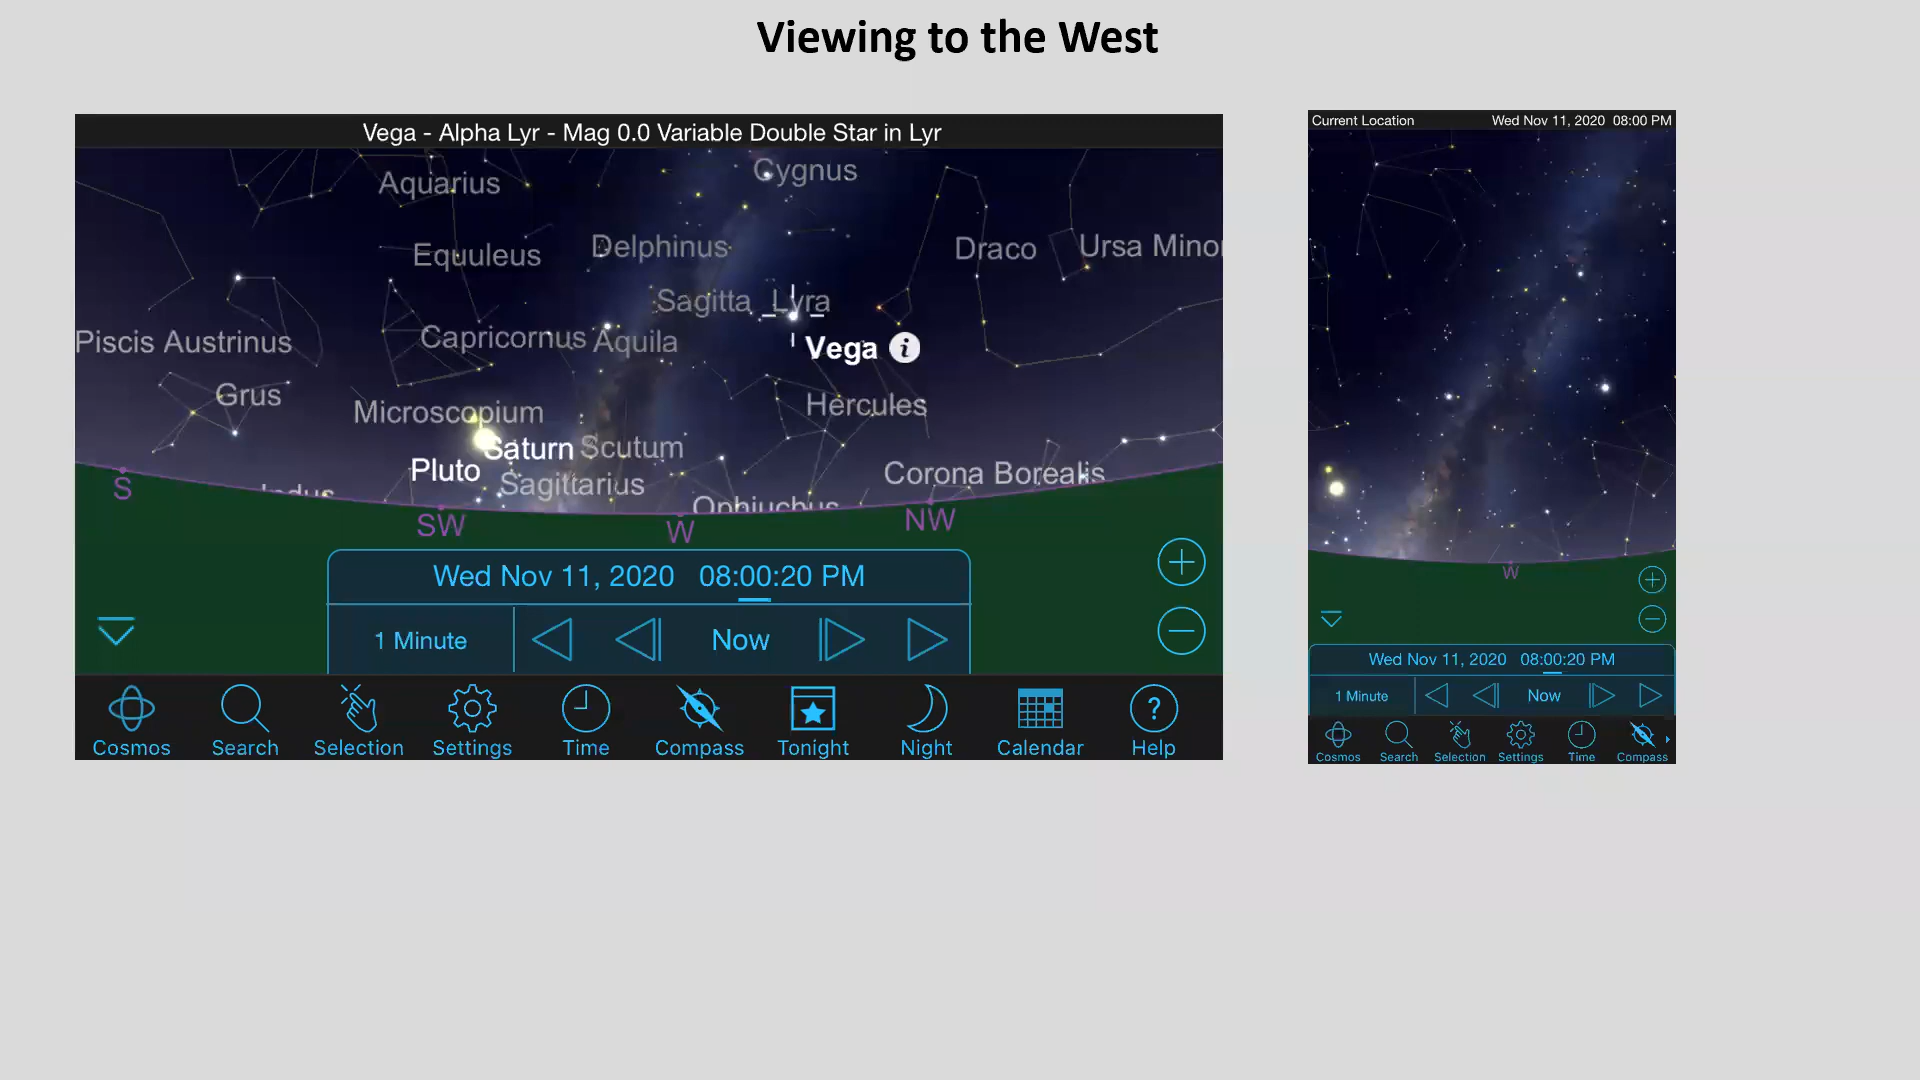 Viewing to the West
Vega - Alpha Lyr - Mag 0.0 Variable Double Star in Lyr
Cygnus
Aquarius
Equuleus
Delphinus
Draco
Ursa Minor
Sagitta
Lyra
Piscis Austrinus
Capricornus
Aquila
Vega i
Grus
Microscopium
Hercules
Saturn
Scutum
Pluto
Sagittarius
Corona Borealis
Indus
Ophiuchus
S
SW
W
NW
Wed Nov 11, 2020 08:00:20 PM
1 Minute
Now
Cosmos
Search
Selection
Settings
Time
Compass
Tonight
Night
Calendar
? Help
Current Location
Wed Nov 11, 2020 08:00 PM
W
Wed Nov 11, 2020 08:00:20 PM
1 Minute
Now
Cosmos
Search
Selection
Settings
Time
Compass